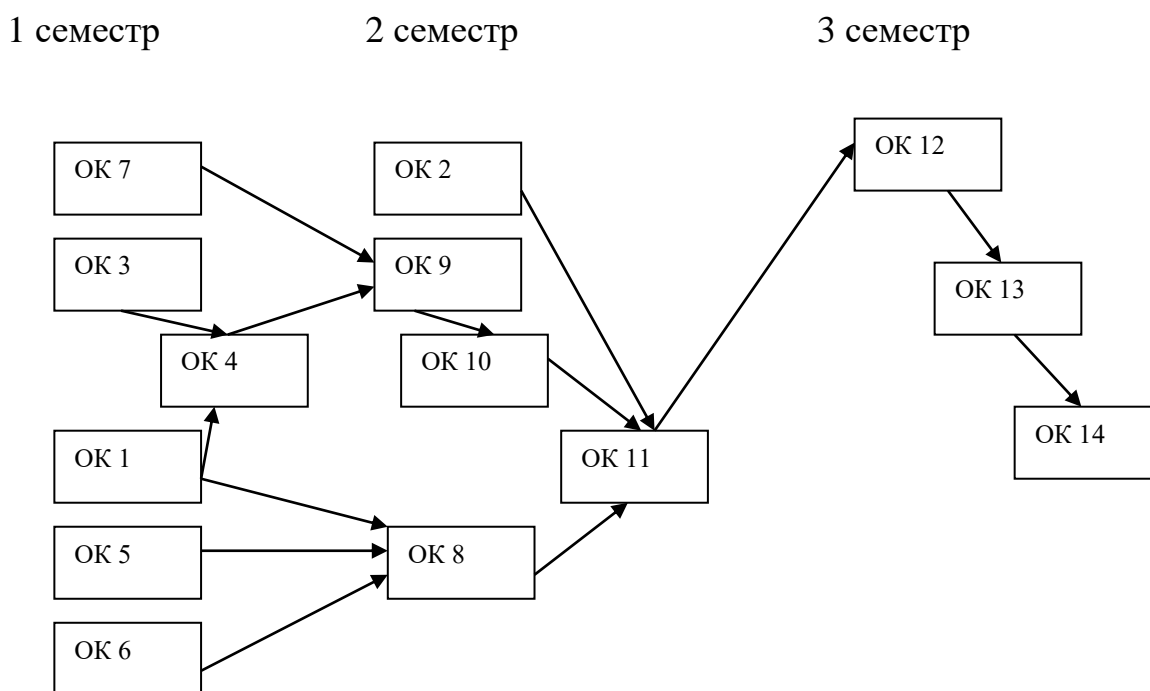 1 семестр
2 семестр
3 семестр
ОК 12
ОК 7
ОК 2
ОК 3
ОК 9
ОК 13
ОК 4
ОК 10
ОК 14
ОК 1
ОК 11
ОК 5
ОК 8
ОК 6